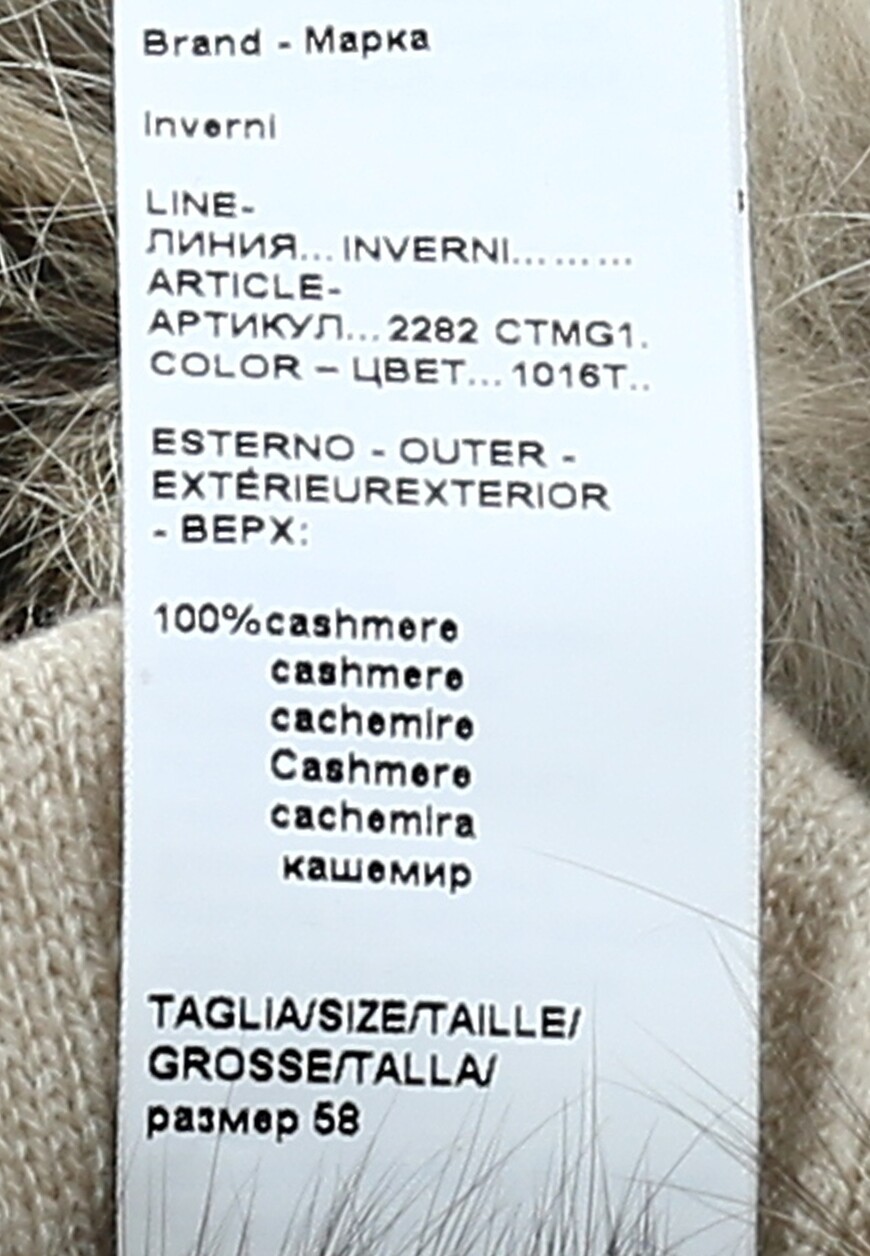 Brand - Марка
Inverni
LINE-
ЛИНИЯ...INVERNI.........
ARTICLE-
АРТИКУЛ...2282 CTMG1.
COLOR – ЦВЕТ...1016T..
ESTERNO - OUTER -
EXTÉRIEUREXTERIOR
- ВЕРХ:
100%cashmere
cashmere
cachemire
Cashmere
cachemira
кашемир
TAGLIA/SIZE/TAILLE/
GROSSE/TALLA/
размер 58